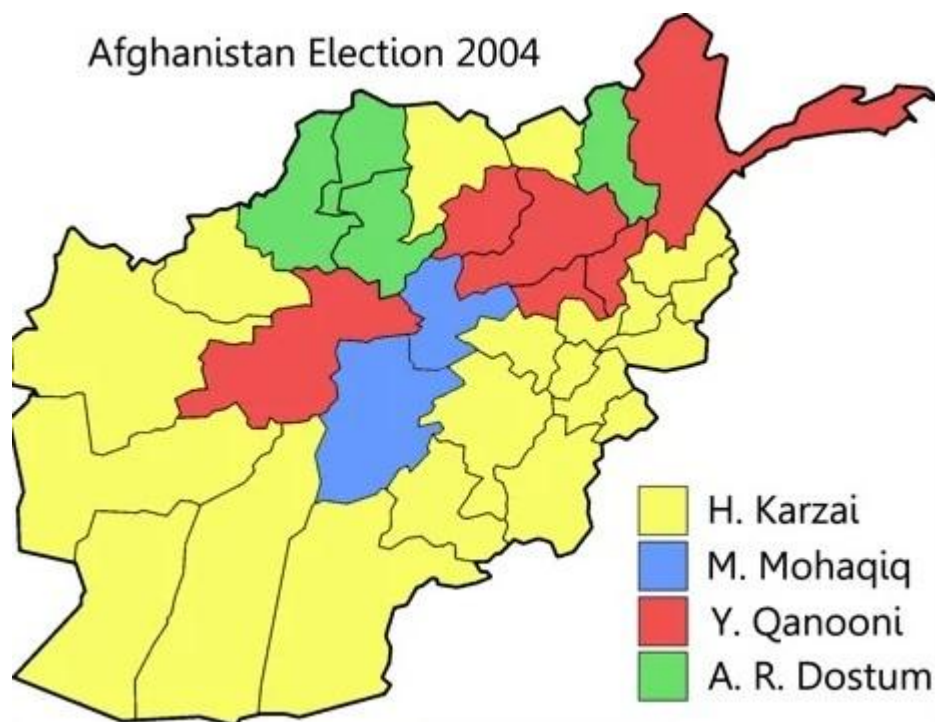 Afghanistan Election 2004
H. Karzai
M. Mohaqiq
Y. Qanooni
A. R. Dostum